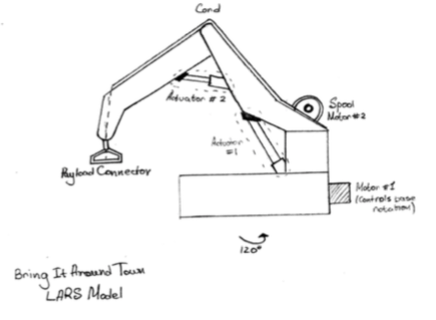 Cord
Spool
Motor #2
Actuator #2
Actuator
#1
Payload Connector
Motor #1
(controls base
rotation)
120°
Bring It Around Town
LARS Model